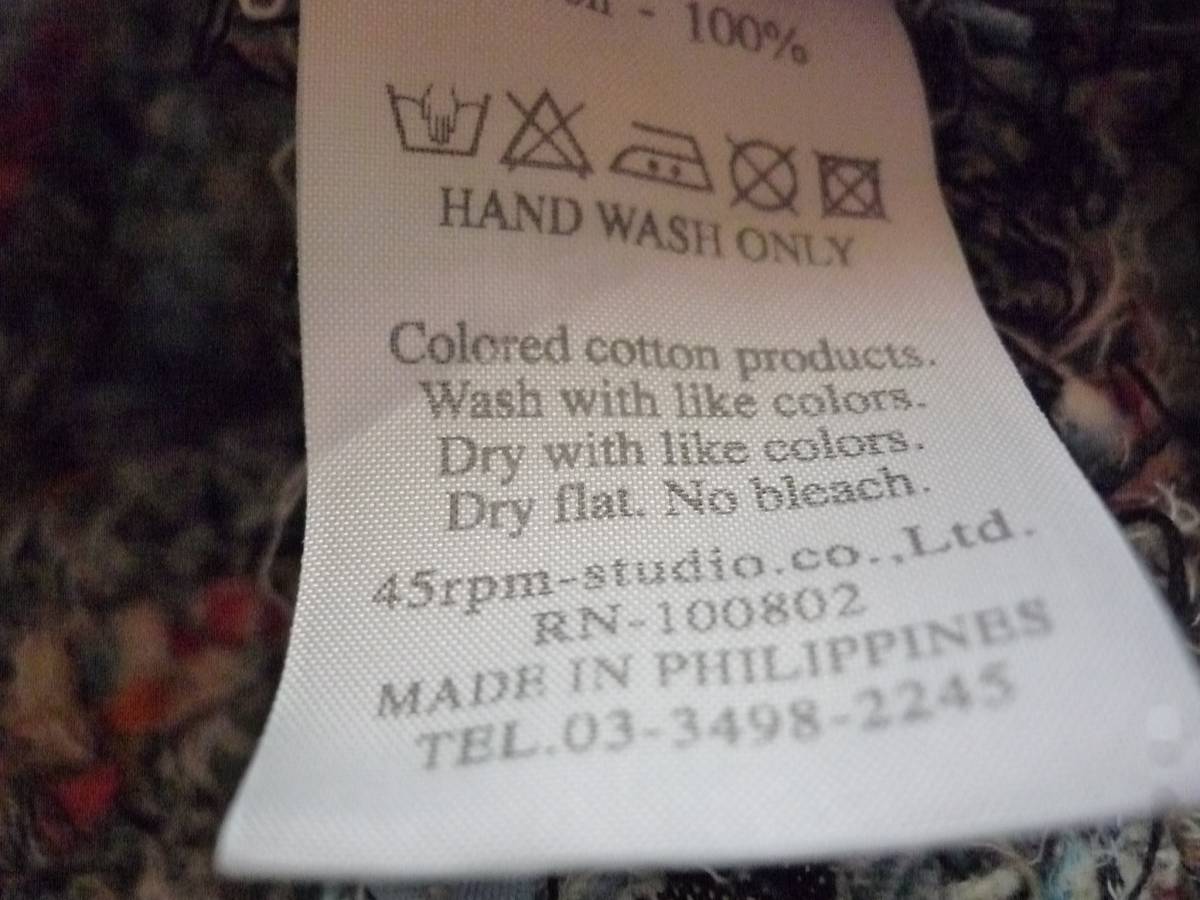 - 100%
HAND WASH ONLY
Colored cotton products.
Wash with like colors.
Dry with like colors.
Dry flat. No bleach.
45rpm-studio.co.,Ltd.
RN-100802
MADE IN PHILIPPINES
TEL.03-3498-2245